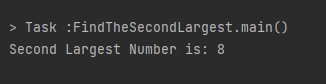 > Task :FindTheSecondLargest.main()
Second Largest Number is: 8